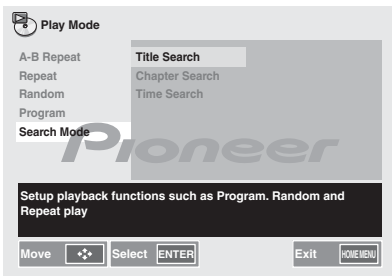 Play Mode
A-B Repeat
Repeat
Random
Program
Search Mode
Title Search
Chapter Search
Time Search
Pioneer
Setup playback functions such as Program. Random and
Repeat play
Move Select ENTER Exit HOME MENU